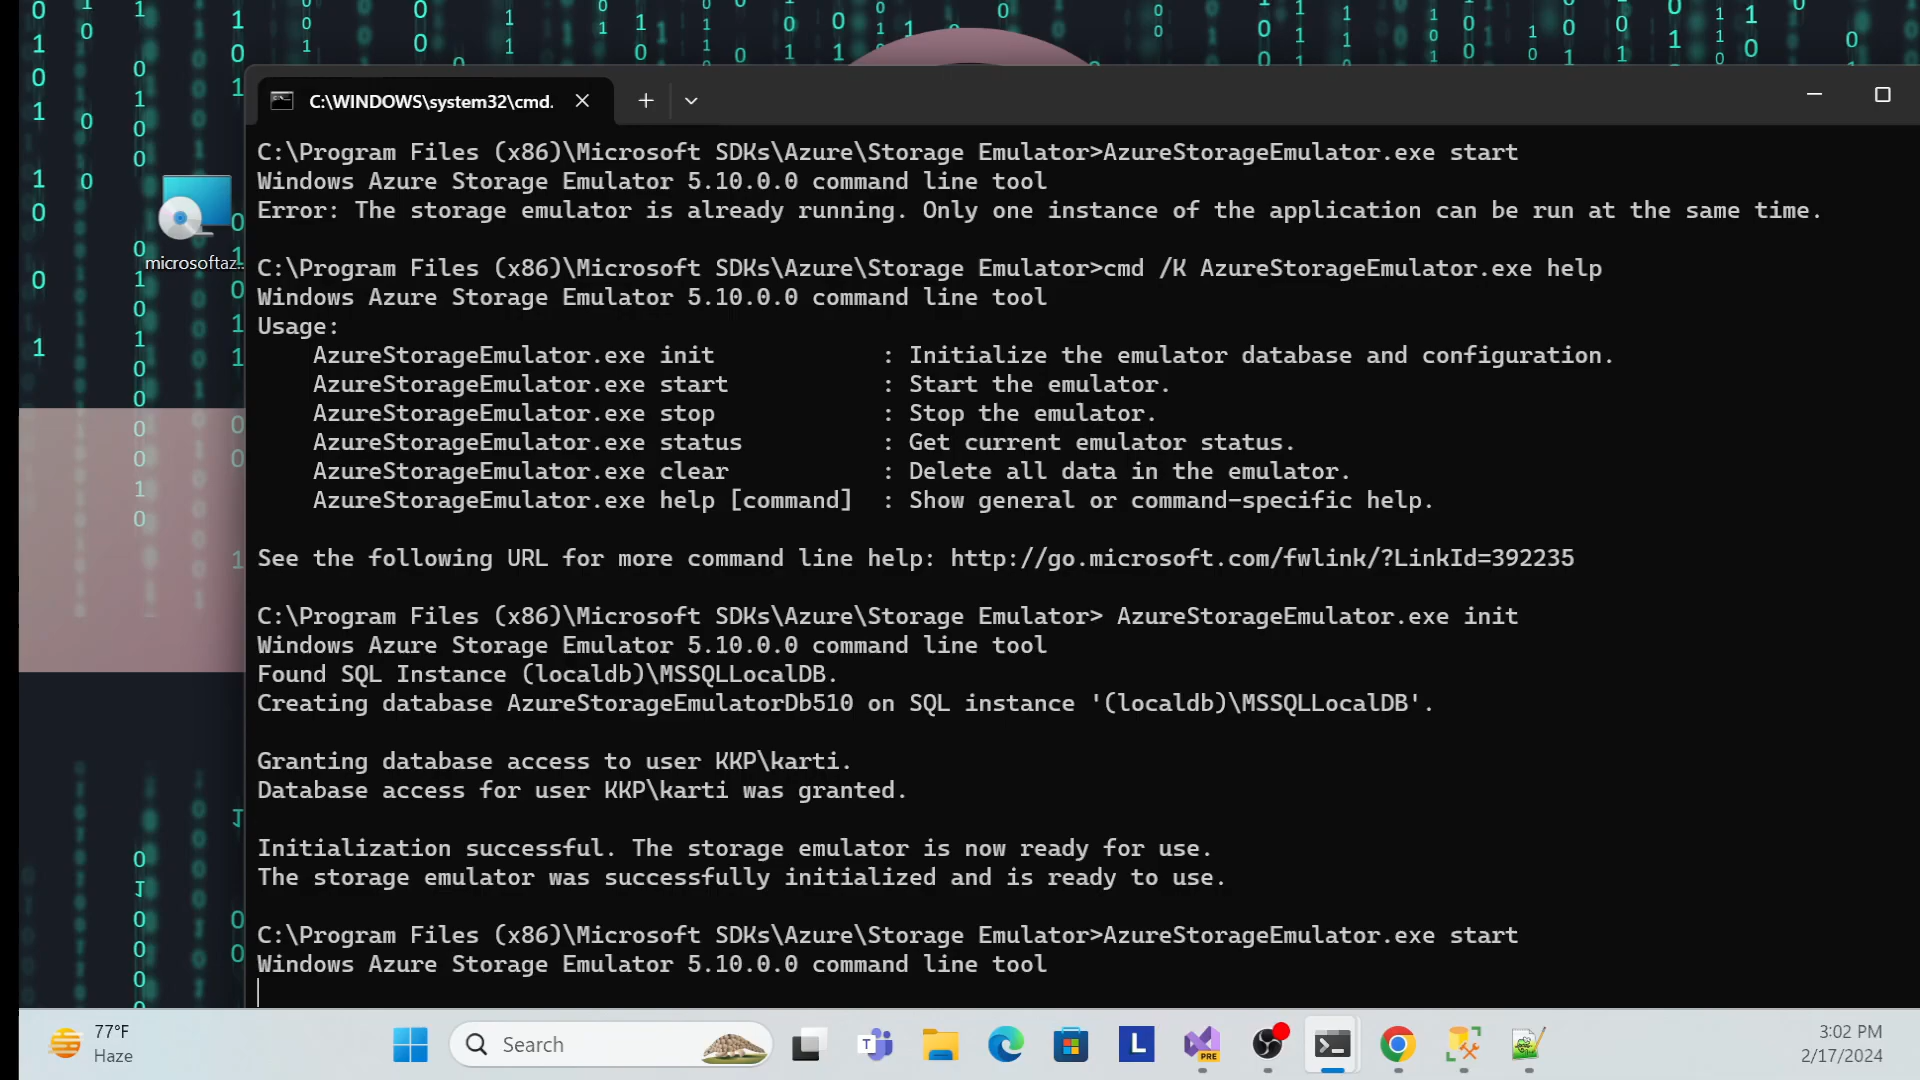 C:\WINDOWS\system32\cmd.
microsoftaz...
C:\Program Files (x86)\Microsoft SDKs\Azure\Storage Emulator>AzureStorageEmulator.exe start
Windows Azure Storage Emulator 5.10.0.0 command line tool
Error: The storage emulator is already running. Only one instance of the application can be run at the same time.
C:\Program Files (x86)\Microsoft SDKs\Azure\Storage Emulator>cmd /K AzureStorageEmulator.exe help
Windows Azure Storage Emulator 5.10.0.0 command line tool
Usage:
AzureStorageEmulator.exe init : Initialize the emulator database and configuration.
AzureStorageEmulator.exe start : Start the emulator.
AzureStorageEmulator.exe stop : Stop the emulator.
AzureStorageEmulator.exe status : Get current emulator status.
AzureStorageEmulator.exe clear : Delete all data in the emulator.
AzureStorageEmulator.exe help [command] : Show general or command-specific help.
See the following URL for more command line help: http://go.microsoft.com/fwlink/?LinkId=392235
C:\Program Files (x86)\Microsoft SDKs\Azure\Storage Emulator> AzureStorageEmulator.exe init
Windows Azure Storage Emulator 5.10.0.0 command line tool
Found SQL Instance (localdb)\MSSQLLocalDB.
Creating database AzureStorageEmulatorDb510 on SQL instance '(localdb)\MSSQLLocalDB'.
Granting database access to user KKP\karti.
Database access for user KKP\karti was granted.
Initialization successful. The storage emulator is now ready for use.
The storage emulator was successfully initialized and is ready to use.
C:\Program Files (x86)\Microsoft SDKs\Azure\Storage Emulator>AzureStorageEmulator.exe start
Windows Azure Storage Emulator 5.10.0.0 command line tool
77°F
Haze
Search
T
L
PRE
3:02 PM
2/17/2024